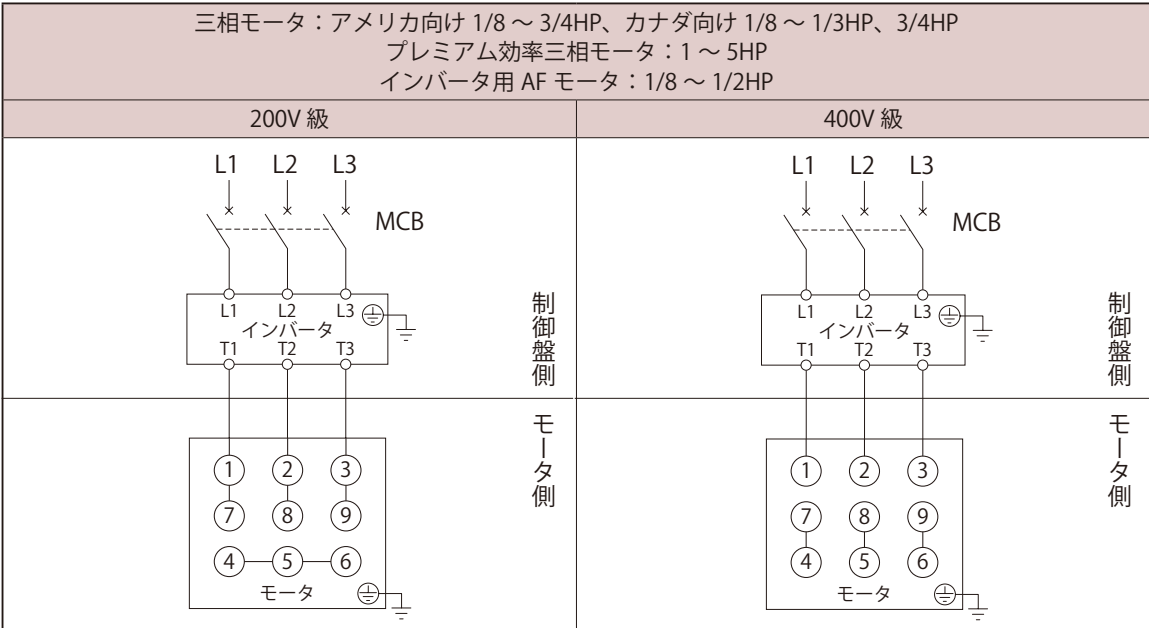 三相モータ：アメリカ向け 1/8 ～ 3/4HP、カナダ向け 1/8 ～ 1/3HP、3/4HP
プレミアム効率三相モータ：1 ～ 5HP
インバータ用 AF モータ：1/8 ～ 1/2HP
200V 級
400V 級
L1 L2 L3
MCB
L1 L2 L3
インバータ
T1 T2 T3
制御盤側
1 2 3
7 8 9
4 5 6
モータ
モータ側
L1 L2 L3
MCB
L1 L2 L3
インバータ
T1 T2 T3
制御盤側
1 2 3
7 8 9
4 5 6
モータ
モータ側